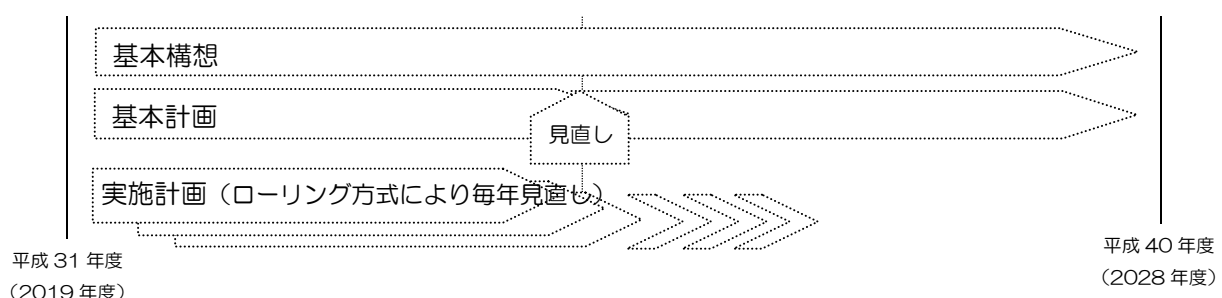 基本構想
基本計画
見直し
実施計画（ローリング方式により毎年見直し）
平成 31 年度
（2019 年度）
平成 40 年度
（2028 年度）